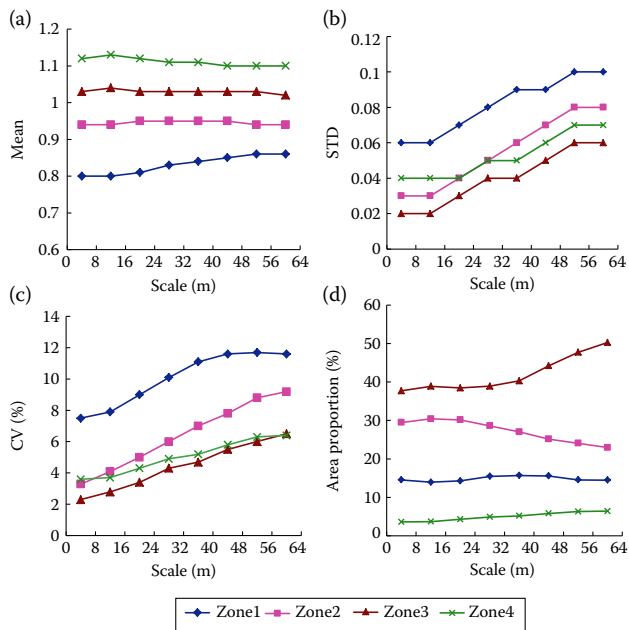 (a)
1.2
1.1
1
0.9
0.8
0.7
0.6
Mean
0 8 16 24 32 40 48 56 64
Scale (m)
(b)
0.12
0.1
0.08
0.06
0.04
0.02
0
STD
0 8 16 24 32 40 48 56 64
Scale (m)
(c)
14
12
10
8
6
4
2
0
CV (%)
0 8 16 24 32 40 48 56 64
Scale (m)
(d)
60
50
40
30
20
10
0
Area proportion (%)
0 8 16 24 32 40 48 56 64
Scale (m)
Zone1 Zone2 Zone3 Zone4